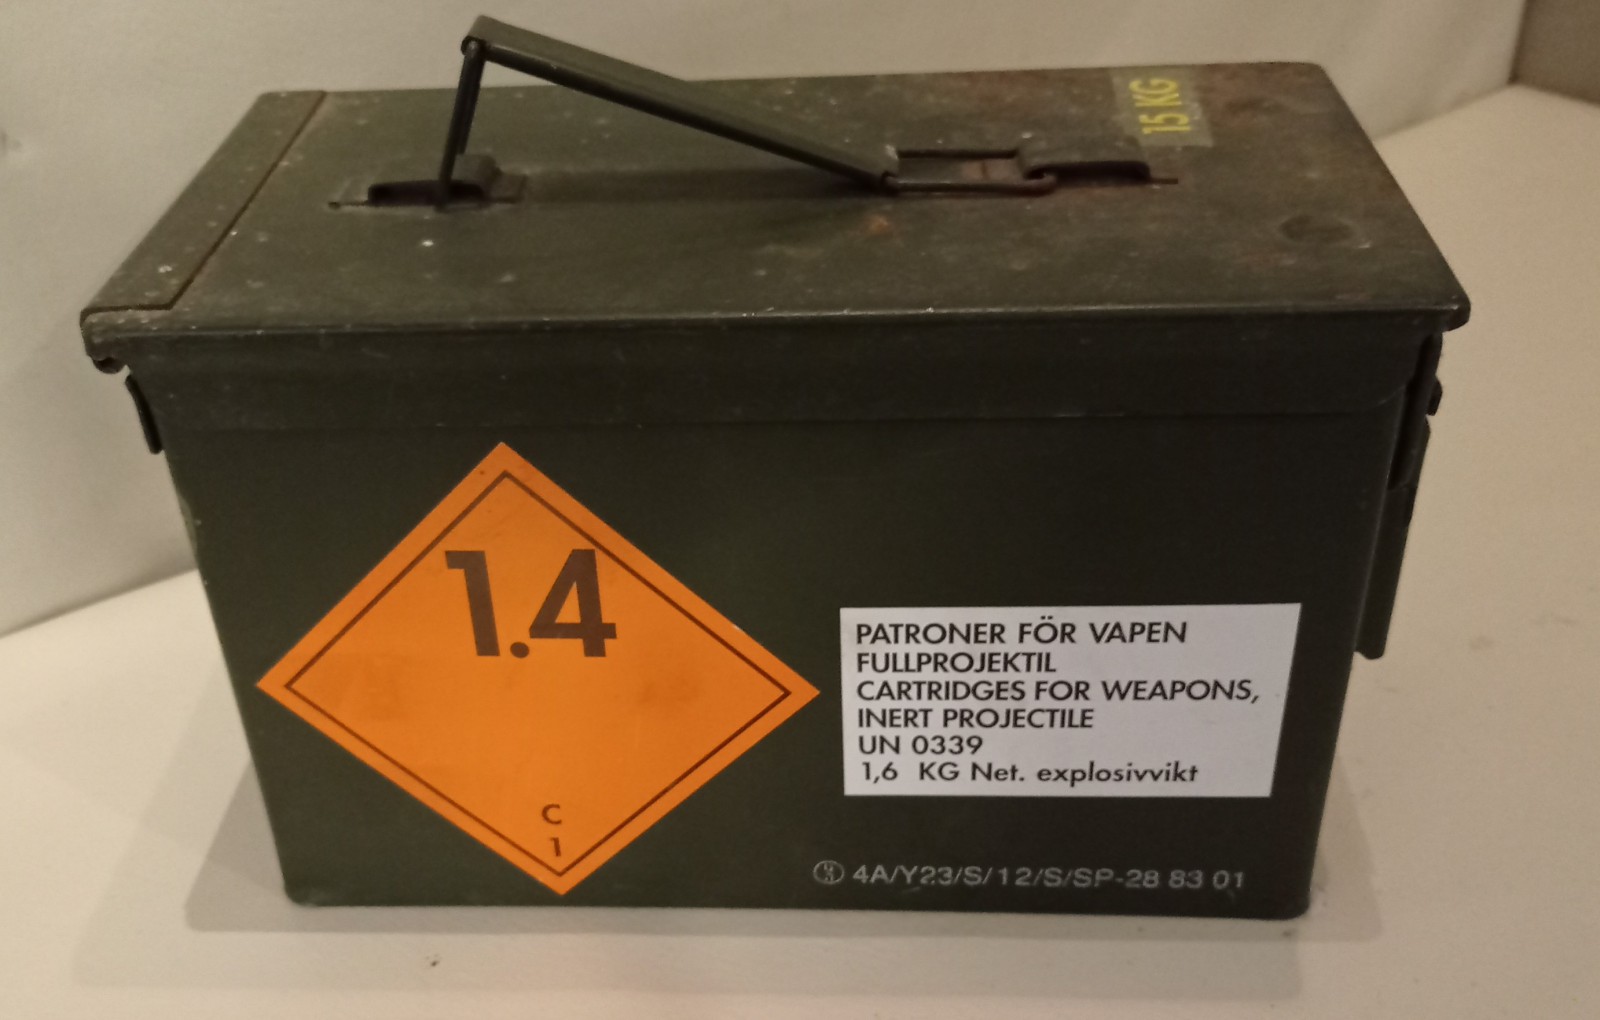 15 KG
1.4
C
1
PATRONER FÖR VAPEN
FULLPROJEKTIL
CARTRIDGES FOR WEAPONS,
INERT PROJECTILE
UN 0339
1,6 KG Net. explosivvikt
4A/Y23/S/12/S/SP-28 83 01